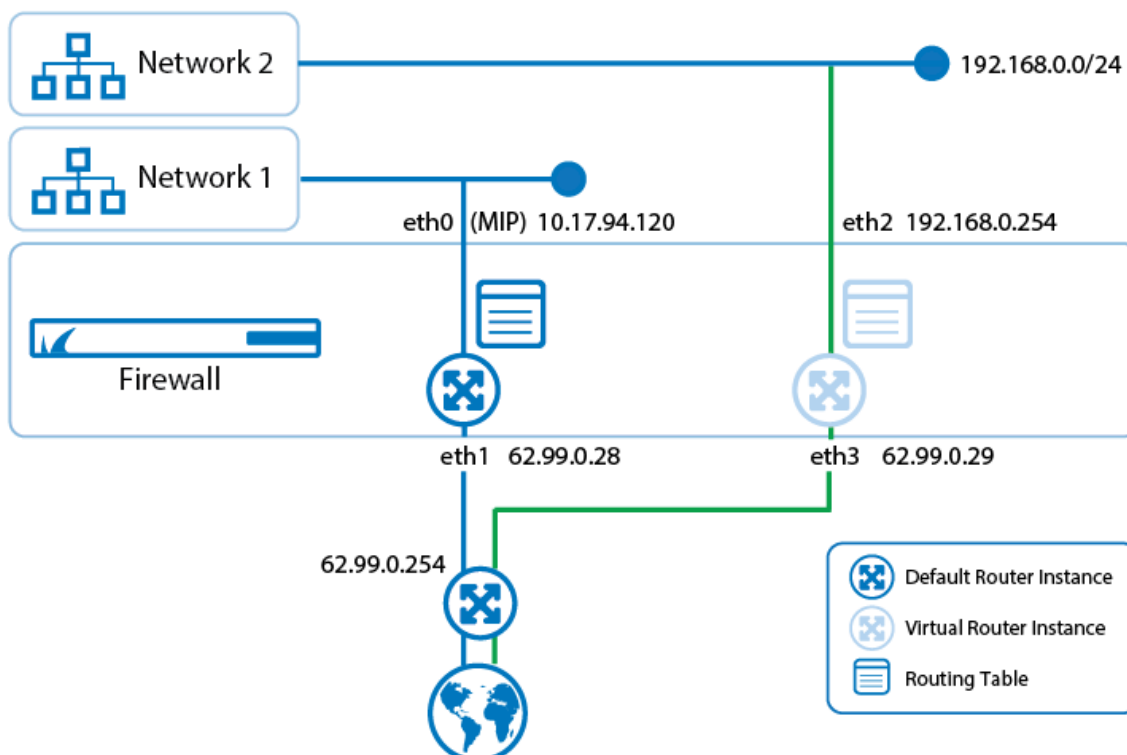 Network 2
192.168.0.0/24
Network 1
eth0 (MIP) 10.17.94.120
eth2 192.168.0.254
Firewall
eth1 62.99.0.28
eth3 62.99.0.29
62.99.0.254
Default Router Instance
Virtual Router Instance
Routing Table